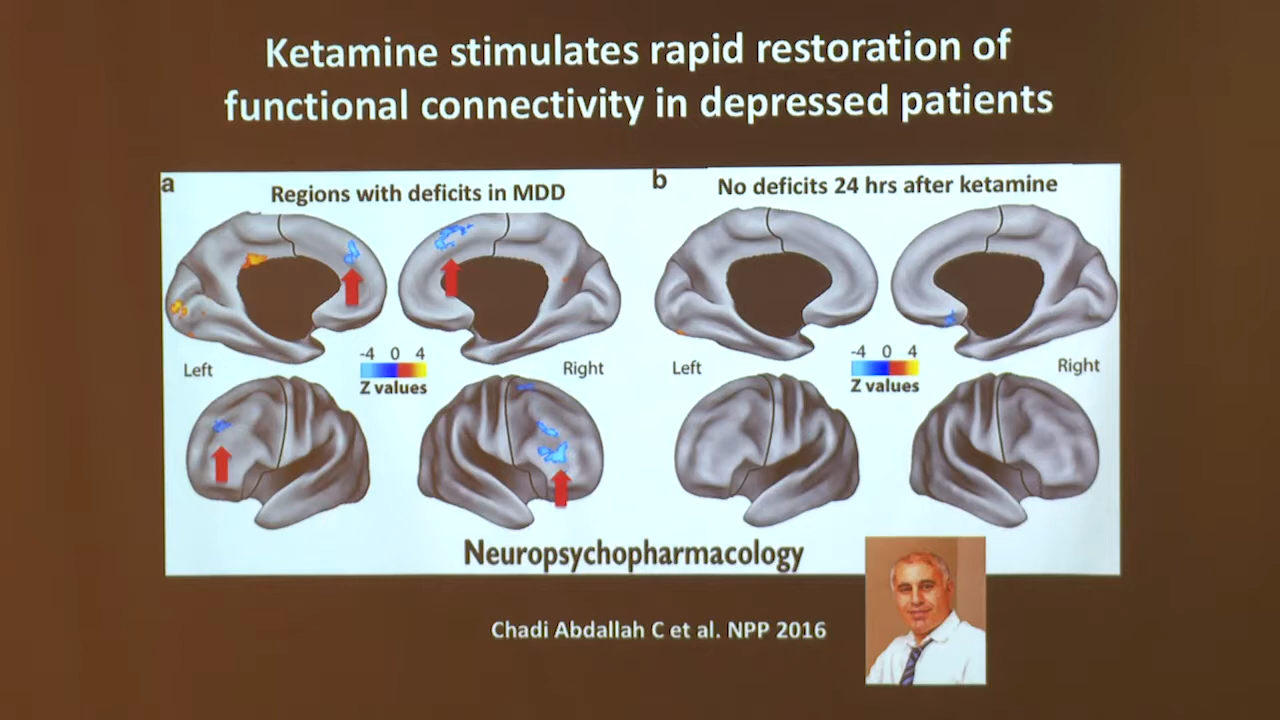 Ketamine stimulates rapid restoration of
functional connectivity in depressed patients
a
Regions with deficits in MDD
b
No deficits 24 hrs after ketamine
-4 0 4
Z values
Left
Right
-4 0 4
Z values
Left
Right
Neuropsychopharmacology
Chadi Abdallah C et al. NPP 2016